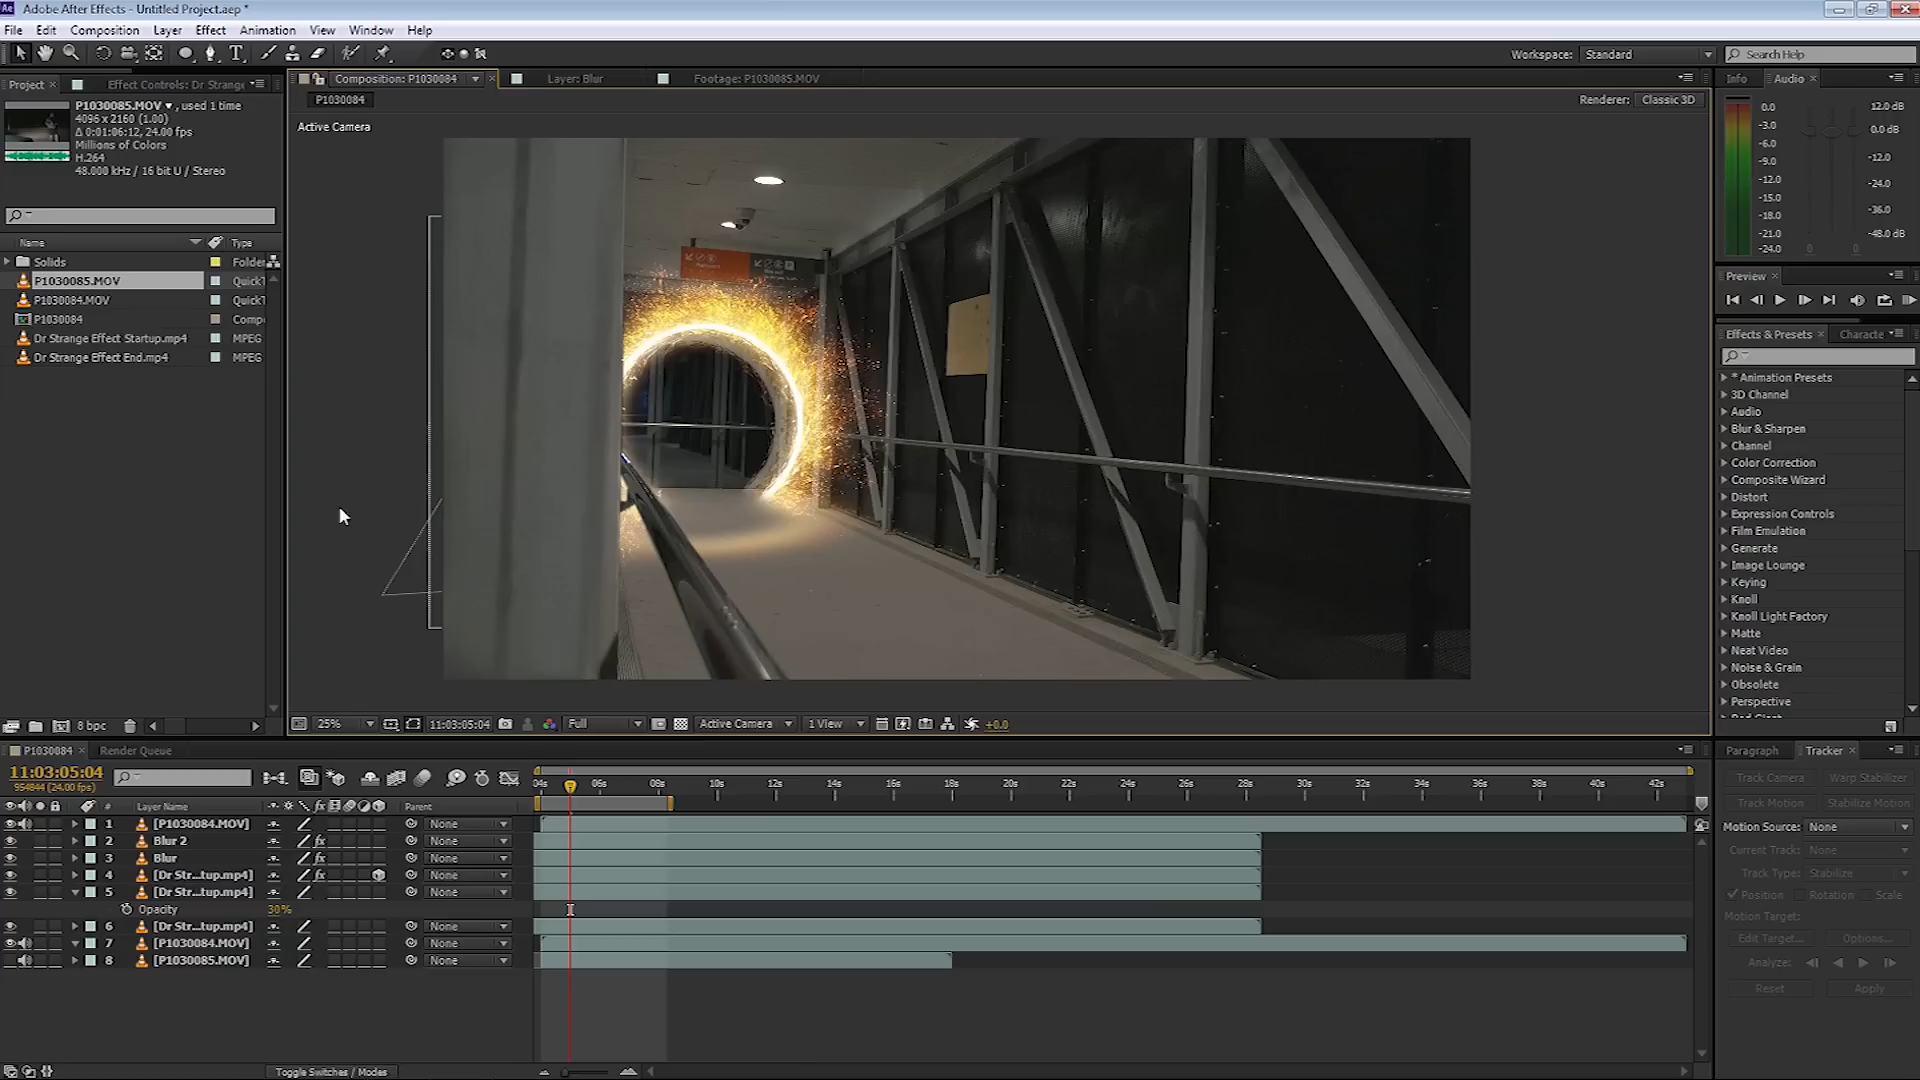 Adobe After Effects - Untitled Project.aep *
File Edit Composition Layer Effect Animation View Window Help
Workspace: Standard
Search Help
Project
Effect Controls: Dr Strange
Composition: P1030084
Layer: Blur
Footage: P1030085.MOV
Info
Audio
P1030085.MOV , used 1 time
4096 x 2160 (1.00)
Δ 0:01:06:12, 24.00 fps
Millions of Colors
H.264
48.000 kHz / 16 bit U / Stereo
P1030084
Renderer: Classic 3D
Active Camera
0.0
-3.0
-6.0
-9.0
-12.0
-15.0
-18.0
-21.0
-24.0
12.0 dB
0.0 dB
-12.0
-24.0
-36.0
-48.0 dB
0
0
Name Type
Solids Folder
P1030085.MOV QuickT
P1030084.MOV QuickT
P1030084 Compo
Dr Strange Effect Startup.mp4 MPEG
Dr Strange Effect End.mp4 MPEG
Preview
Effects & Presets
Characte
* Animation Presets
3D Channel
Audio
Blur & Sharpen
Channel
Color Correction
Composite Wizard
Distort
Expression Controls
Film Emulation
Generate
Image Lounge
Keying
Knoll
Knoll Light Factory
Matte
Neat Video
Noise & Grain
Obsolete
Perspective
8 bpc
25%
11:03:05:04
Full
Active Camera
1 View
+0.0
P1030084
Render Queue
11:03:05:04
954844 (24.00 fps)
04s 06s 08s 10s 12s 14s 16s 18s 20s 22s 24s 26s 28s 30s 32s 34s 36s 38s 40s 42s
# Layer Name fx Parent
1 [P1030084.MOV] None
2 Blur 2 fx None
3 Blur fx None
4 [Dr Str...tup.mp4] fx None
5 [Dr Str...tup.mp4] None
Opacity 30%
6 [Dr Str...tup.mp4] None
7 [P1030084.MOV] None
8 [P1030085.MOV] None
Toggle Switches / Modes
Paragraph
Tracker
Track Camera Warp Stabilizer
Track Motion Stabilize Motion
Motion Source: None
Current Track: None
Track Type: Stabilize
Position Rotation Scale
Motion Target:
Edit Target... Options...
Analyze:
Reset Apply